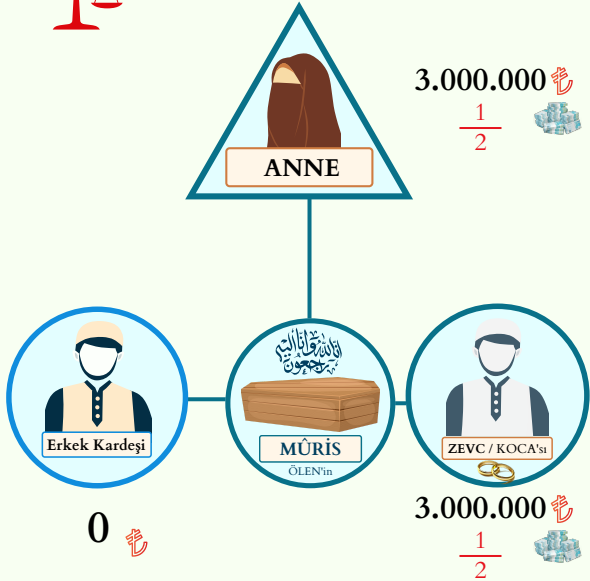 3.000.000 ₺
1
2
ANNE
إنا لله وإنا إليه راجعون
Erkek Kardeşi
MÛRİS
ÖLEN'in
ZEVC / KOCA'sı
0 ₺
3.000.000 ₺
1
2